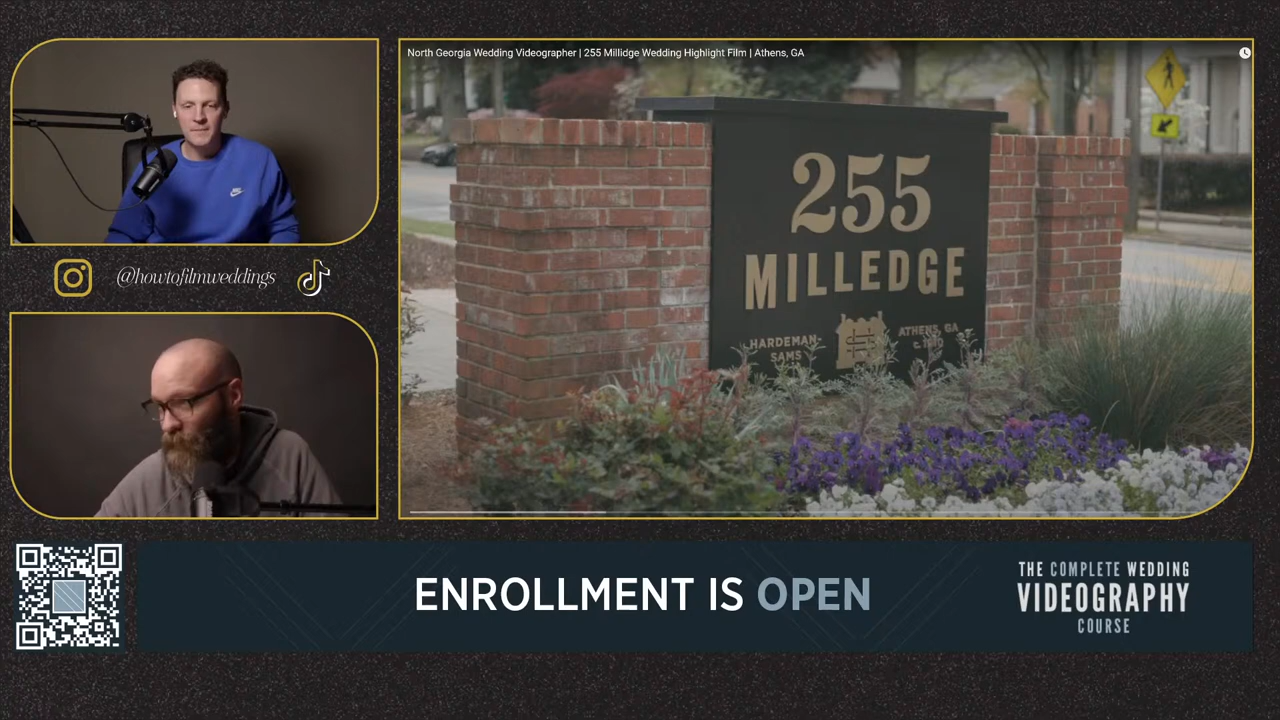 North Georgia Wedding Videographer | 255 Millidge Wedding Highlight Film | Athens, GA
255
MILLEDGE
HARDEMAN-
SAMS
ATHENS, GA
@howtofilmweddings
ENROLLMENT IS OPEN
THE COMPLETE WEDDING
VIDEOGRAPHY
COURSE